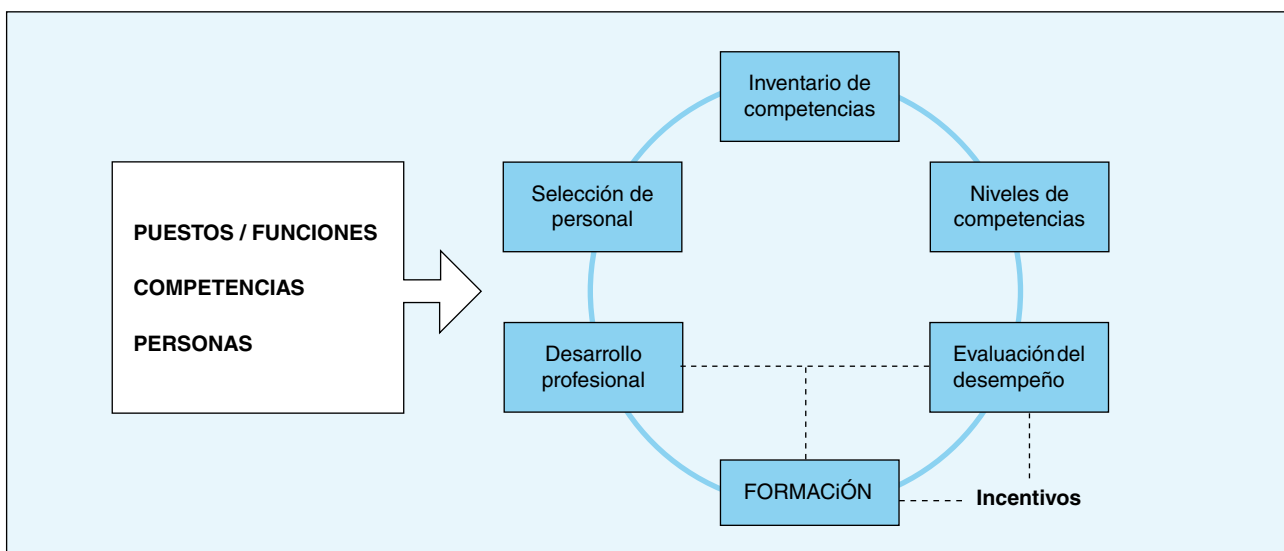 PUESTOS / FUNCIONES
COMPETENCIAS
PERSONAS
Inventario de
competencias
Selección de
personal
Niveles de
competencias
Desarrollo
profesional
Evaluación del
desempeño
FORMACiÓN
Incentivos